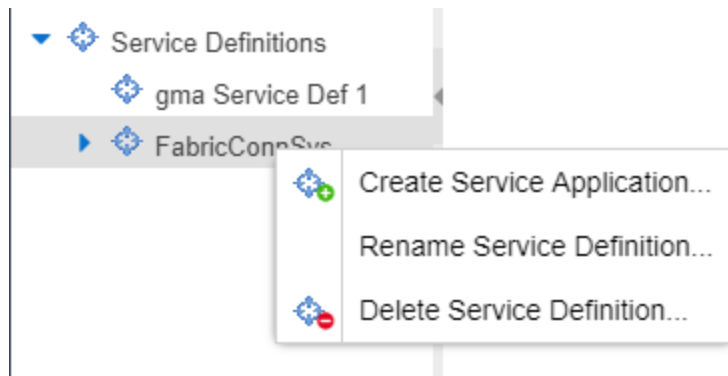 Service Definitions
gma Service Def 1
FabricConnSys
Create Service Application...
Rename Service Definition...
Delete Service Definition...